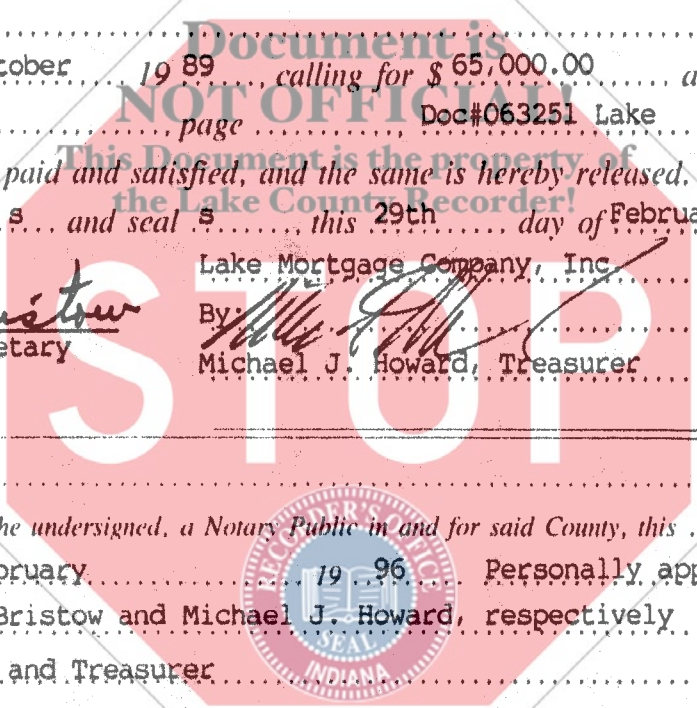 Document is
...tober 19 89, calling for $ 65,000.00 a
NOT OFFICIAL!
page Doc#063251 Lake
This Document is the property of
paid and satisfied, and the same is hereby released.
the Lake County Recorder!
s and seal s, this 29th day of Februa
Lake Mortgage Company, Inc
By:
etary
Michael J. Howard, Treasurer
STOP
he undersigned, a Notary Public in and for said County, this
bruary 19 96 Personally app
Bristow and Michael J. Howard, respectively
and Treasurer
RECORDER'S OFFICE
SEAL
INDIANA